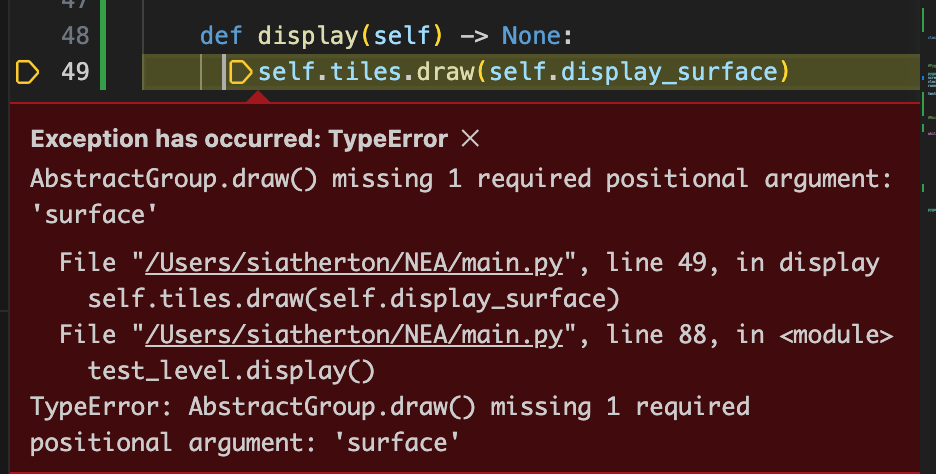 47
48 def display(self) -> None:
49 self.tiles.draw(self.display_surface)
Exception has occurred: TypeError ×
AbstractGroup.draw() missing 1 required positional argument:
'surface'
File "/Users/siatherton/NEA/main.py", line 49, in display
self.tiles.draw(self.display_surface)
File "/Users/siatherton/NEA/main.py", line 88, in <module>
test_level.display()
TypeError: AbstractGroup.draw() missing 1 required
positional argument: 'surface'